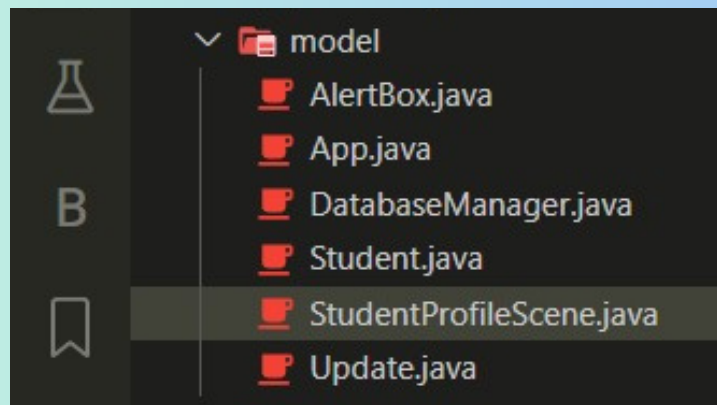 model
AlertBox.java
App.java
DatabaseManager.java
B
Student.java
StudentProfileScene.java
Update.java